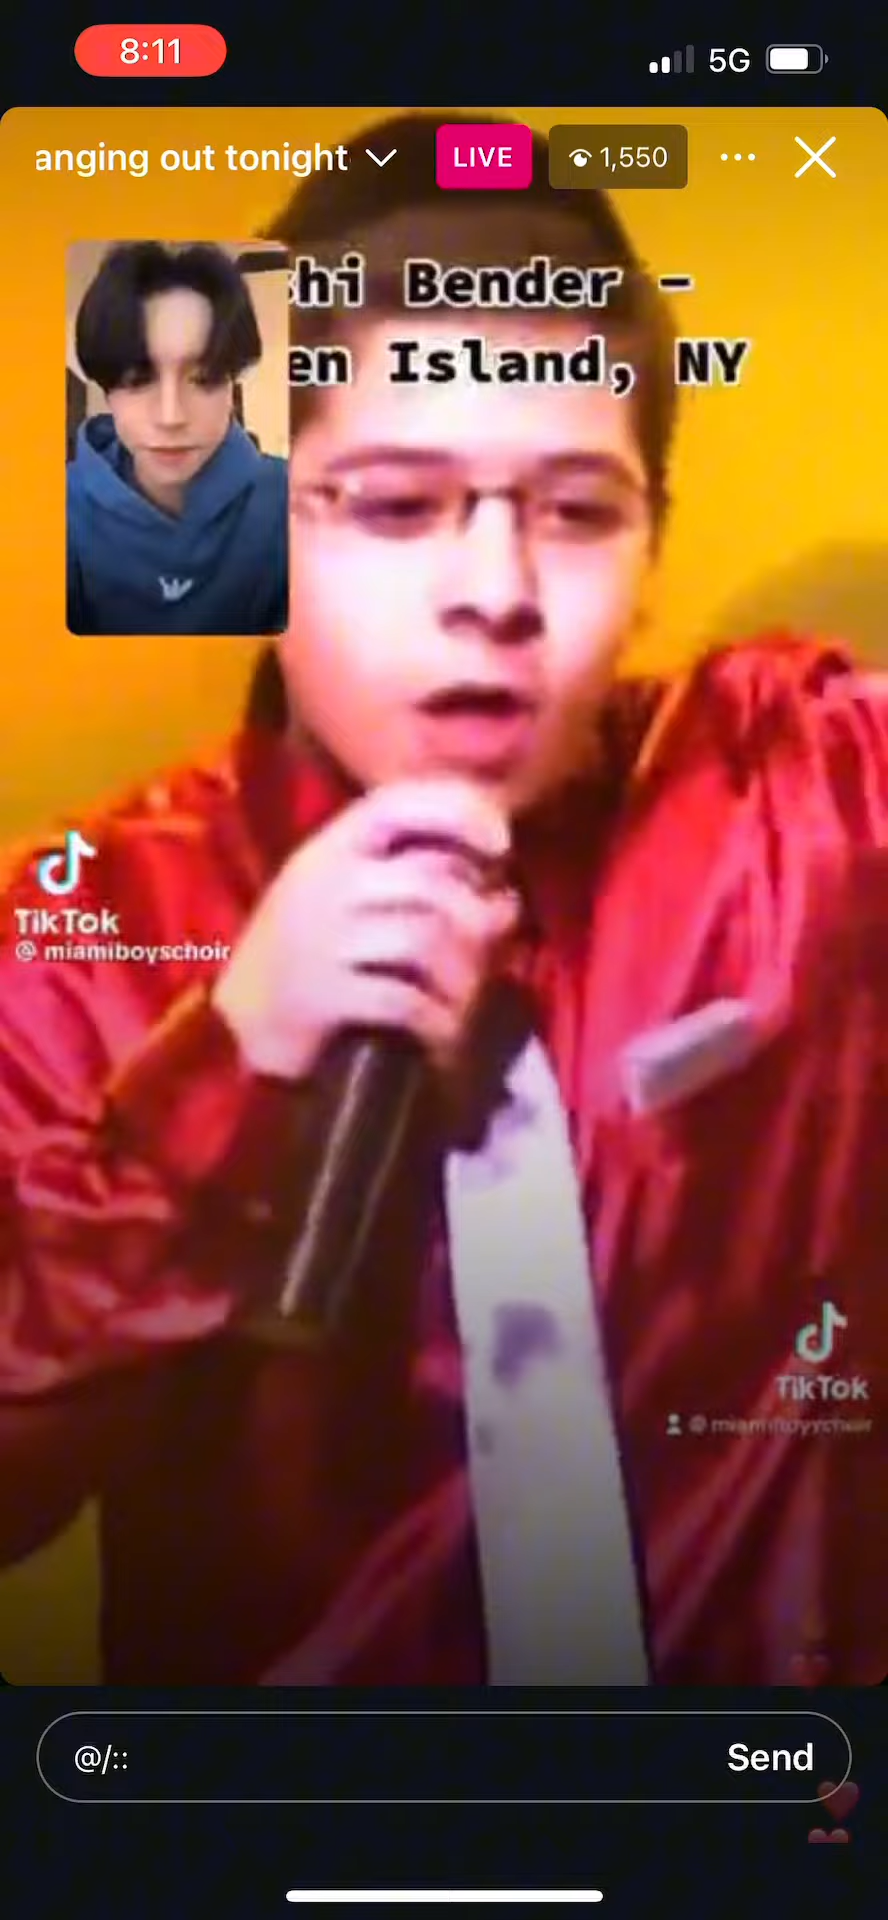 8:11
5G
anging out tonight
LIVE
1,550
hi Bender -
en Island, NY
TikTok
@ miamiboyschoir
TikTok
@/::
Send